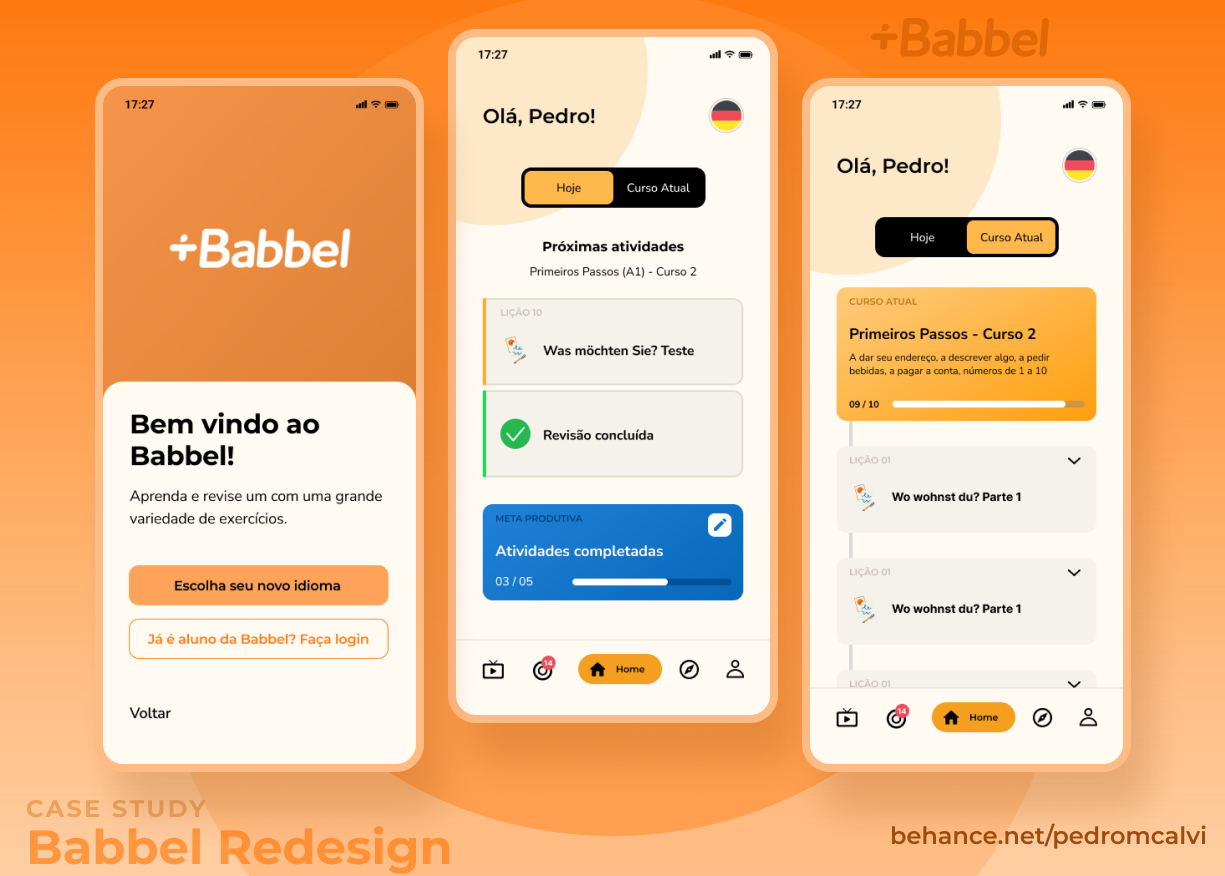 +Babbel
17:27
+Babbel
Bem vindo ao
Babbel!
Aprenda e revise um com uma grande
variedade de exercícios.
Escolha seu novo idioma
Já é aluno da Babbel? Faça login
Voltar
17:27
Olá, Pedro!
Hoje
Curso Atual
Próximas atividades
Primeiros Passos (A1) - Curso 2
LIÇÃO 10
Was möchten Sie? Teste
Revisão concluída
META PRODUTIVA
Atividades completadas
03 / 05
14
Home
17:27
Olá, Pedro!
Hoje
Curso Atual
CURSO ATUAL
Primeiros Passos - Curso 2
A dar seu endereço, a descrever algo, a pedir
bebidas, a pagar a conta, números de 1 a 10
09 / 10
LIÇÃO 01
Wo wohnst du? Parte 1
LIÇÃO 01
Wo wohnst du? Parte 1
LIÇÃO 01
14
Home
CASE STUDY
Babbel Redesign
behance.net/pedromcalvi